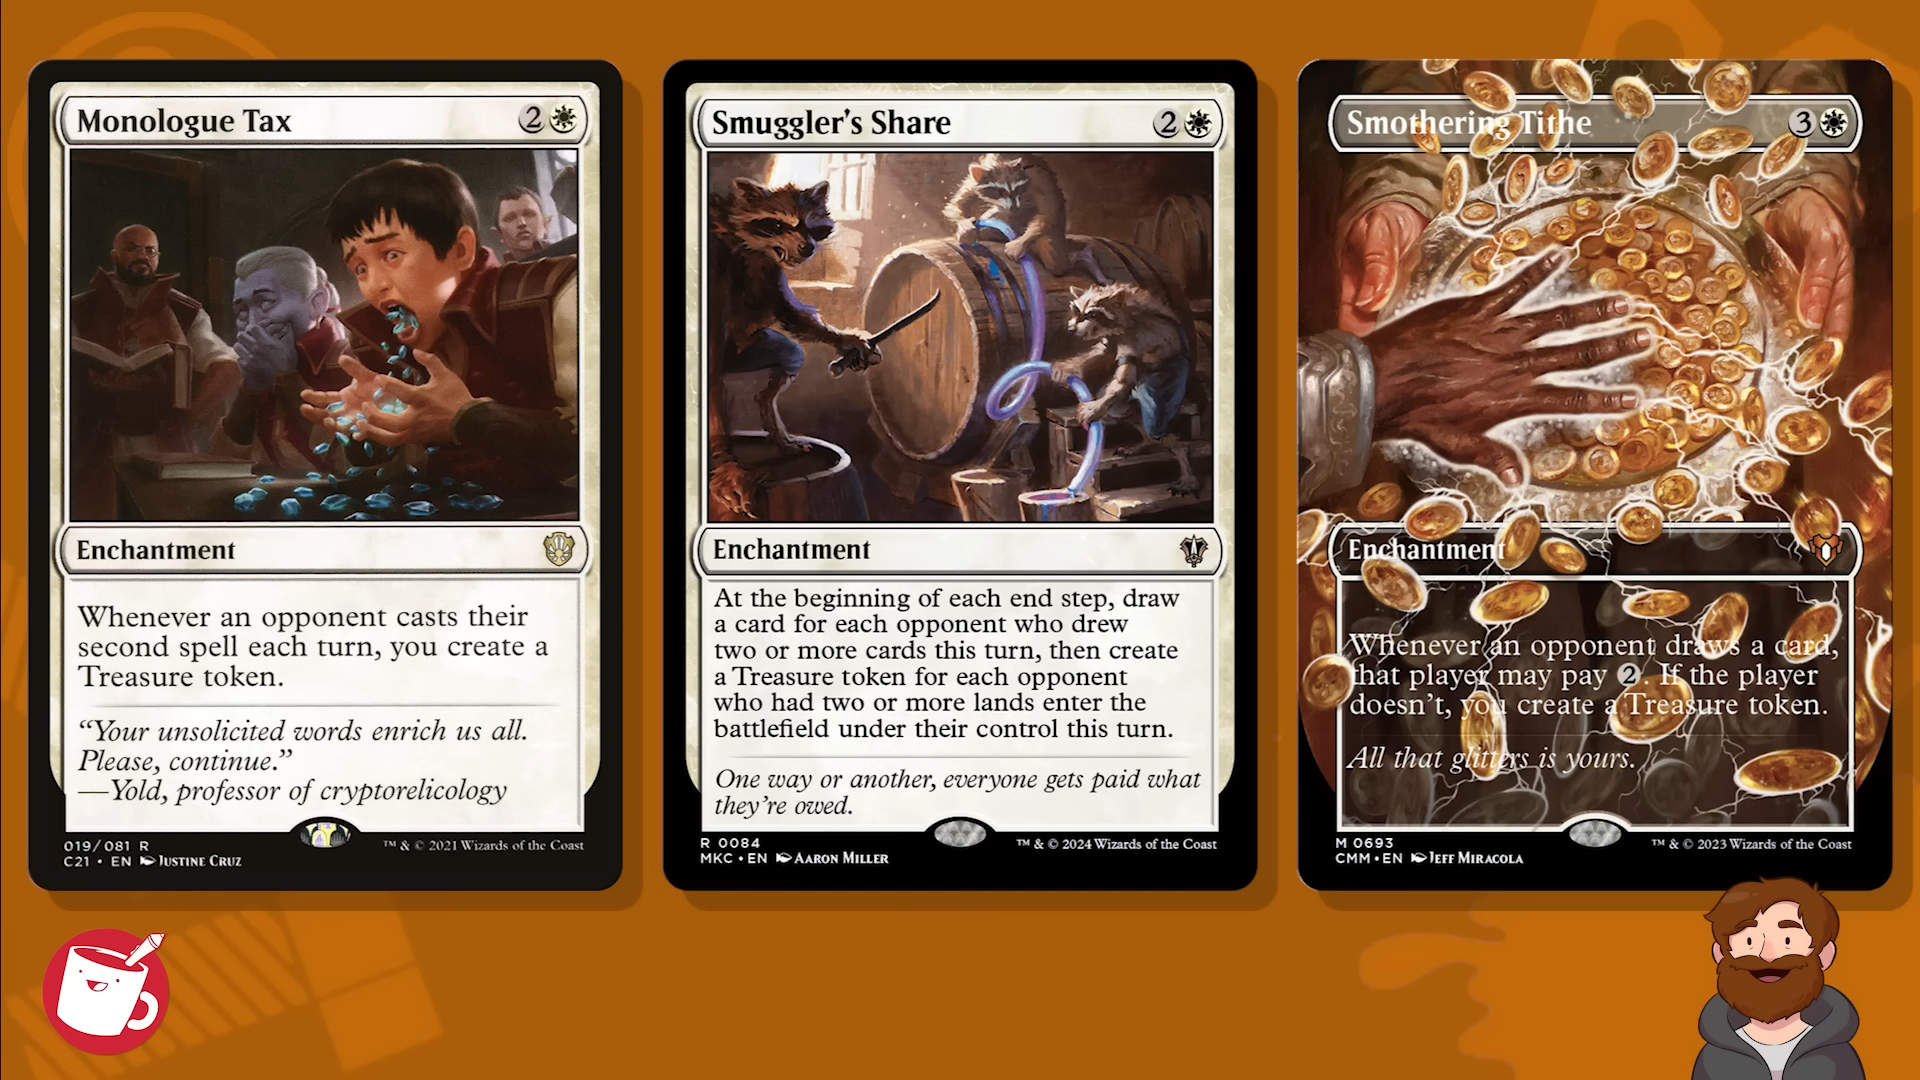 Monologue Tax 2
Enchantment
Whenever an opponent casts their
second spell each turn, you create a
Treasure token.
“Your unsolicited words enrich us all.
Please, continue.”
—Yold, professor of cryptorelicology
019/081 R
C21 • EN Justine Cruz
™ & © 2021 Wizards of the Coast
Smuggler’s Share 2
Enchantment
At the beginning of each end step, draw
a card for each opponent who drew
two or more cards this turn, then create
a Treasure token for each opponent
who had two or more lands enter the
battlefield under their control this turn.
One way or another, everyone gets paid what
they’re owed.
R 0084
MKC • EN Aaron Miller
™ & © 2024 Wizards of the Coast
Smothering Tithe 3
Enchantment
Whenever an opponent draws a card,
that player may pay 2. If the player
doesn’t, you create a Treasure token.
All that glitters is yours.
M 0693
CMM • EN Jeff Miracola
™ & © 2023 Wizards of the Coast